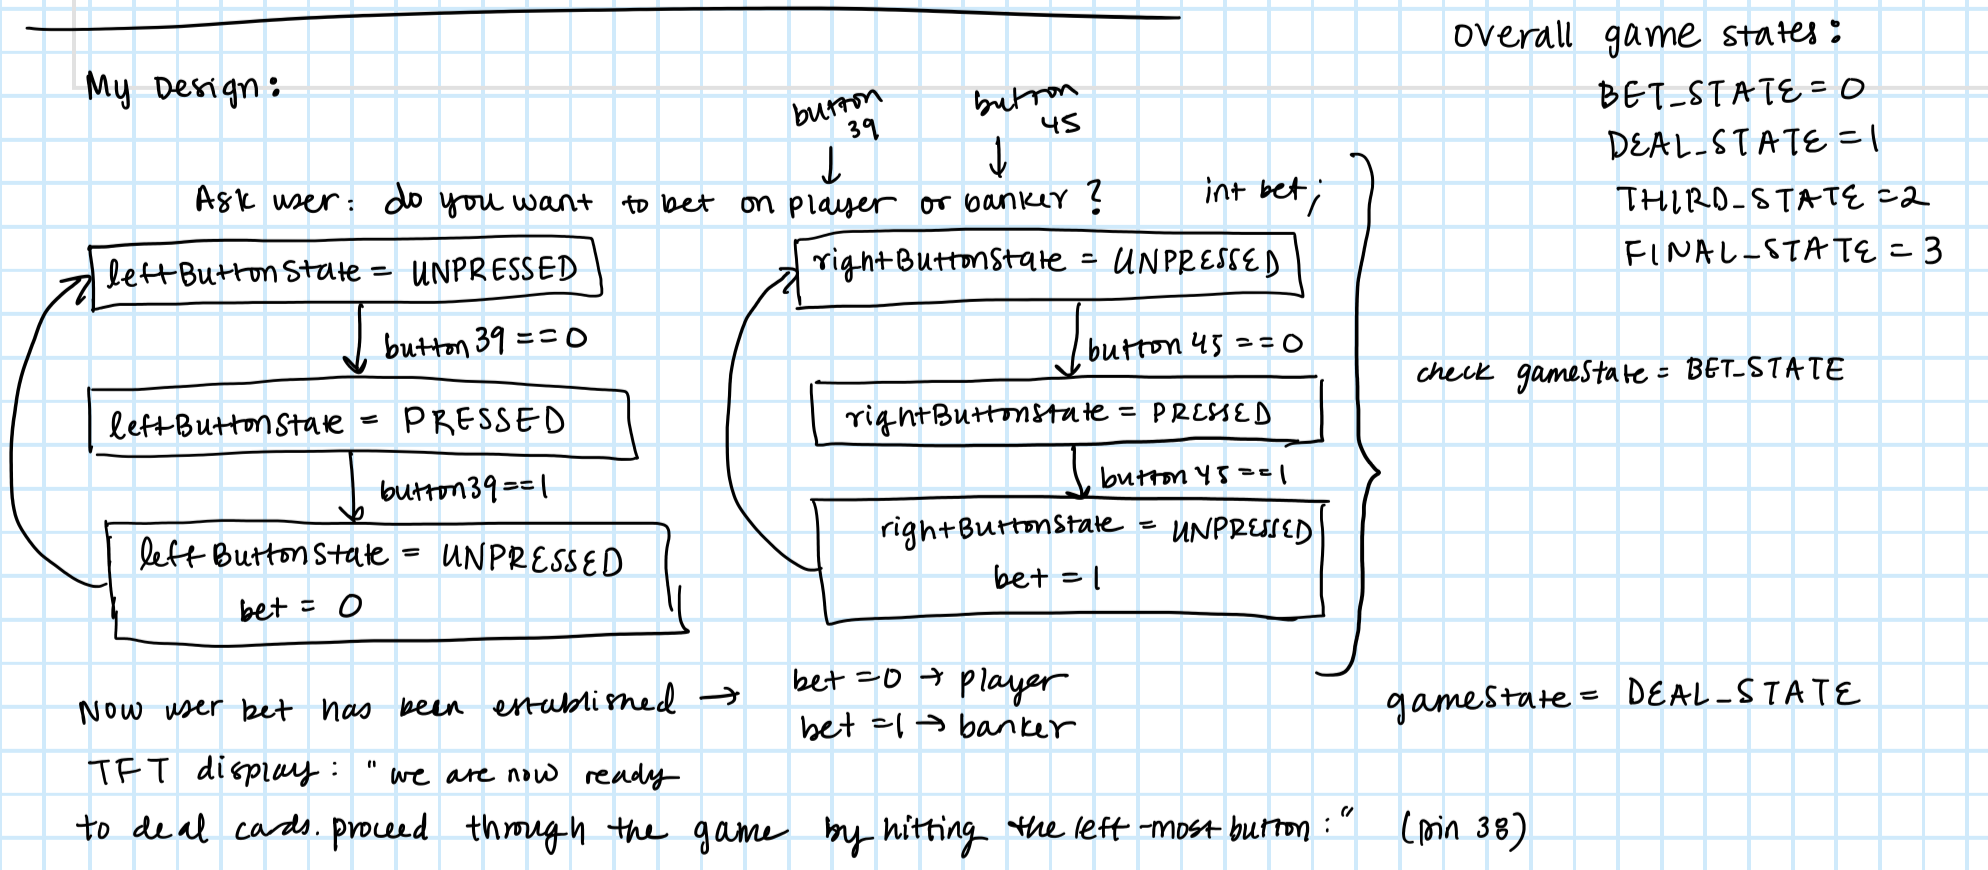 My Design:
button
39
button
45
Ask user: do you want to bet on player or banker?
int bet;
leftButtonState = UNPRESSED
button 39 == 0
leftButtonState = PRESSED
button39==1
leftButtonState = UNPRESSED
bet = 0
rightButtonState = UNPRESSED
button 45 == 0
rightButtonState = PRESSED
button 45 ==1
rightButtonState = UNPRESSED
bet = 1
overall game states:
BET_STATE = 0
DEAL_STATE = 1
THIRD_STATE = 2
FINAL_STATE = 3
check gamestate = BET_STATE
Now user bet has been established →
bet = 0 → player
bet = 1 → banker
gamestate = DEAL_STATE
TFT display: "we are now ready
to deal cards. proceed through the game by hitting the left-most button:" (pin 38)